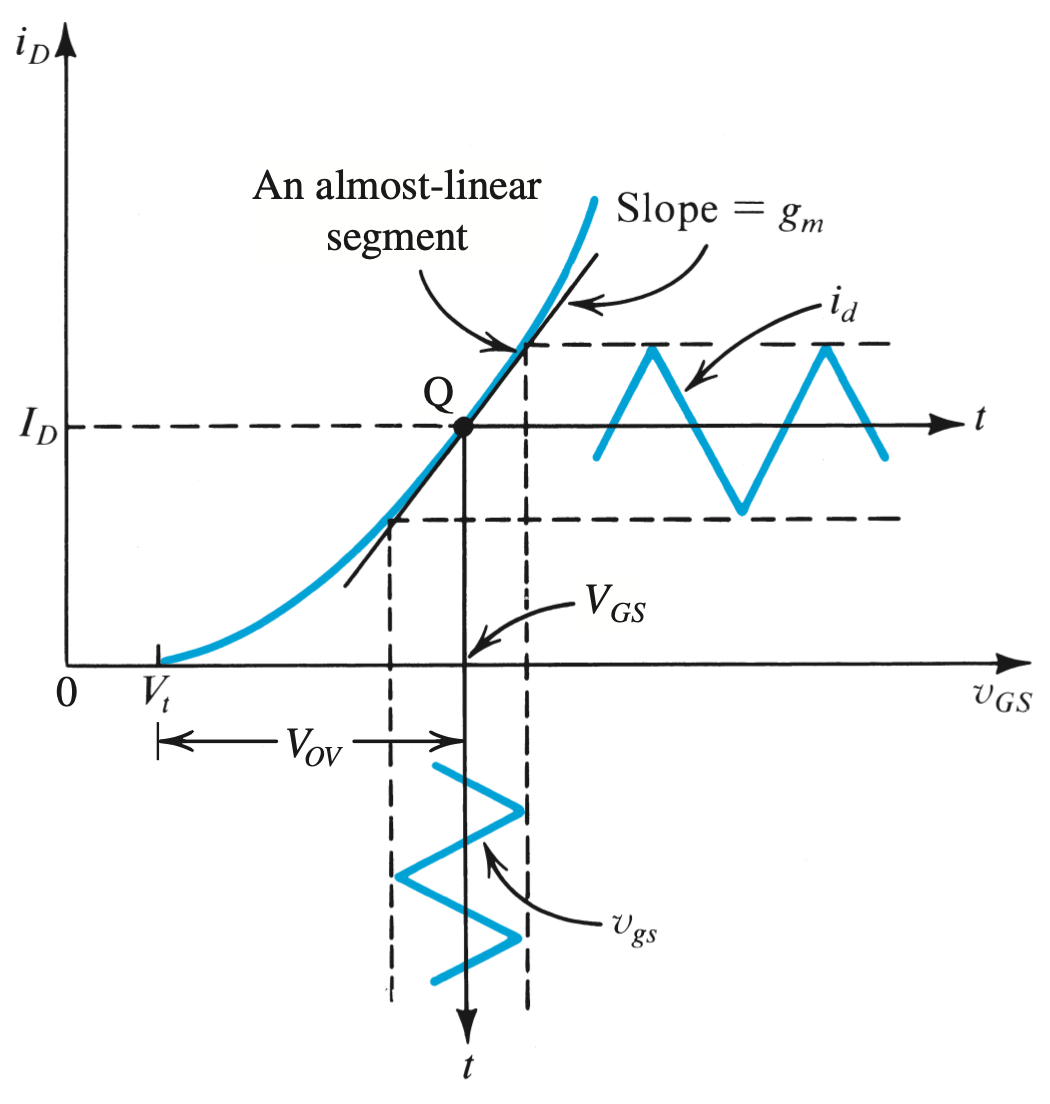 i_D
An almost-linear
segment
Slope = g_m
i_d
Q
I_D
t
V_GS
0
V_t
v_GS
V_OV
v_gs
t